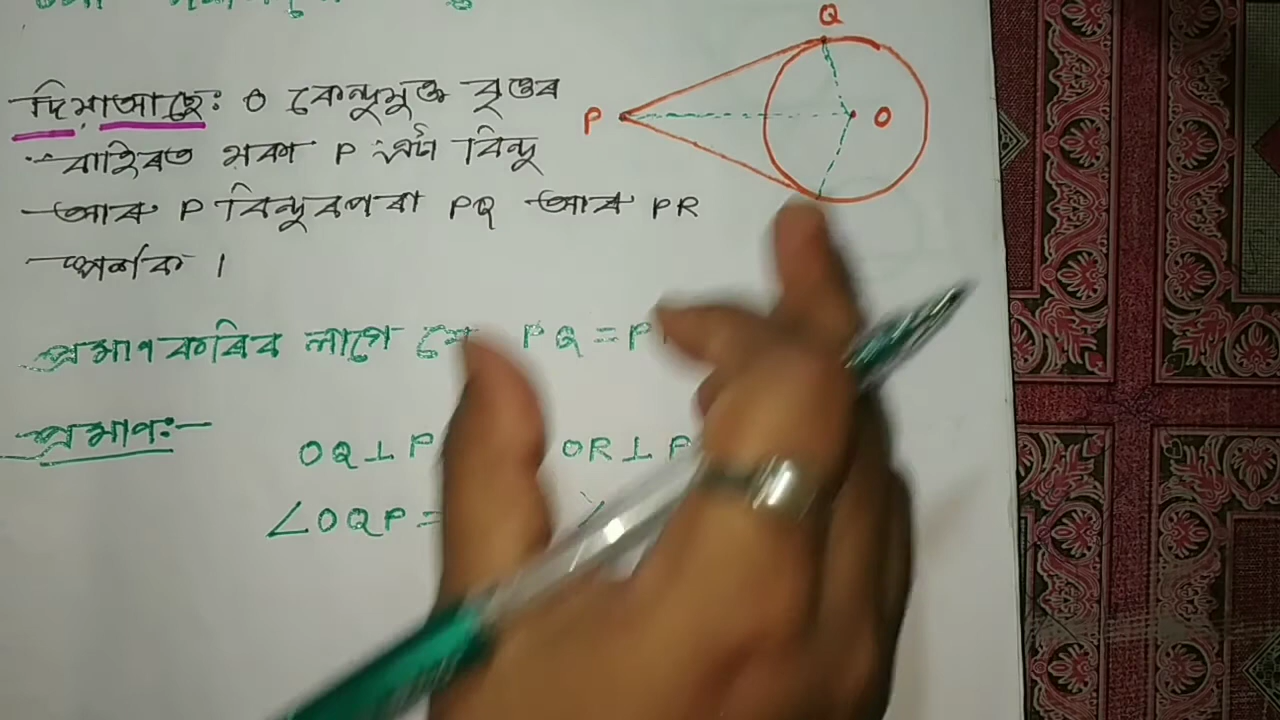 Q
দিয়াআছে: O কেন্দ্ৰযুক্ত বৃত্তৰ
P O
বাহিৰত থকা P এটা বিন্দু
আৰু P বিন্দুৰপৰা PQ আৰু PR
স্পৰ্শক ।
প্ৰমাণ কৰিব লাগে যে PQ = P
প্ৰমাণ:-
OQ ⊥ P OR ⊥ P
∠OQP =